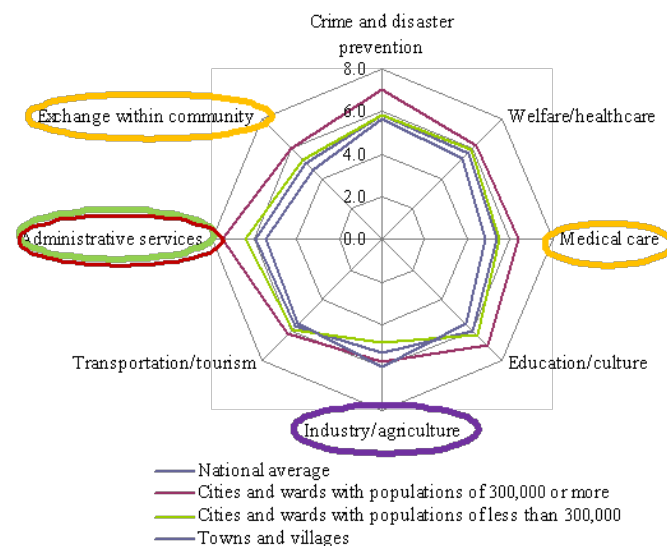 Crime and disaster
prevention
8.0
Exchange within community
Welfare/healthcare
6.0
4.0
2.0
Administrative services
0.0
Medical care
Transportation/tourism
Education/culture
Industry/agriculture
National average
Cities and wards with populations of 300,000 or more
Cities and wards with populations of less than 300,000
Towns and villages